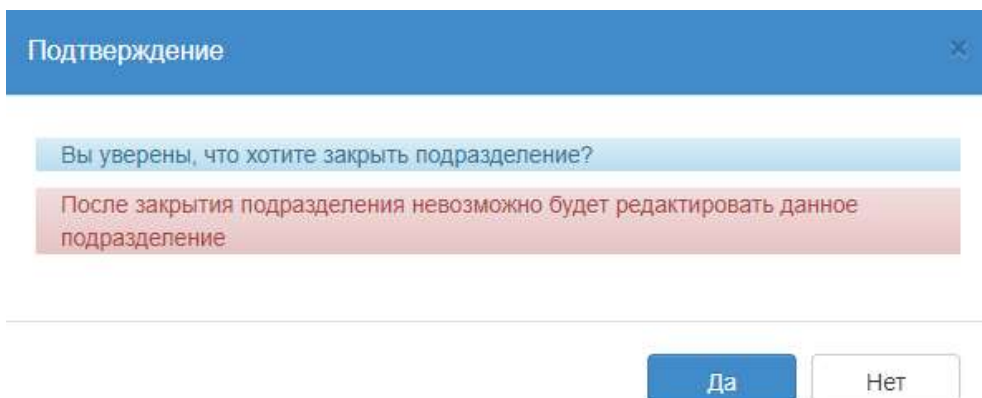 Подтверждение
Вы уверены, что хотите закрыть подразделение?
После закрытия подразделения невозможно будет редактировать данное
подразделение
Да
Нет